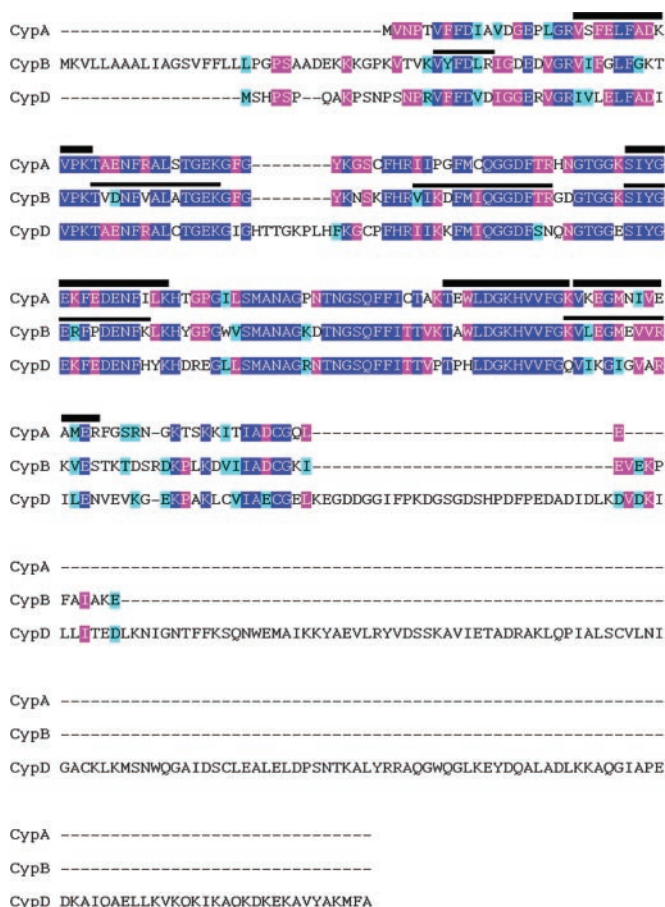 CypA --------------------------------MVNPTVFFDIAVDGEPLGRVSFELFADK
CypB MKVLLAAALIAGSVFFLLLPGPSAADEKKKGPKVTVKVYFDLRIGDEDVGRVIFGLFGKT
CypD ------------------MSHPSP--QAKPSNPSNPRVFFDVDIGGERVGRIVLELFADI
CypA VPKTAENFRALSTGEKGFG--------YKGSCFHRIIPGFMCQGGDFTRHNGTGGKSIYG
CypB VPKTVDNFVALATGEKGFG--------YKNSKFHRVIKDFMIQGGDFTRGDGTGGKSIYG
CypD VPKTAENFRALCTGEKGIGHTTGKPLHFKGCPFHRIIKKFMIQGGDFSNQNGTGGESIYG
CypA EKFEDENFILKHTGPGILSMANAGPNTNGSQFFICTAKTEWLDGKHVVFGKVKEGMNIVE
CypB ERFPDENFKLKHYGPGWVSMANAGKDTNGSQFFITTVKTAWLDGKHVVFGKVLEGMEVVR
CypD EKFEDENFHYKHDREGLLSMANAGRNTNGSQFFITTVPTPHLDGKHVVFGQVIKGIGVAR
CypA AMERFGSRN-GKTSKKITIADCGQL------------------------------E----
CypB KVESTKTDSRDKPLKDVIIADCGKI------------------------------EVEKP
CypD ILENVEVKG-EKPAKLCVIAECGELKEGDDGGIFPKDGSGDSHPDFPEDADIDLKDVDKI
CypA ------------------------------------------------------------
CypB FAIAKE------------------------------------------------------
CypD LLITEDLKNIGNTFFKSQNWEMAIKKYAEVLRYVDSSKAVIETADRAKLQPIALSCVLNI
CypA ------------------------------------------------------------
CypB ------------------------------------------------------------
CypD GACKLKMSNWQGAIDSCLEALELDPSNTKALYRRAQGWQGLKEYDQALADLKKAQGIAPE
CypA -------------------------------
CypB -------------------------------
CypD DKAIQAELLKVKQKIKAQKDKEKAVYAKMFA